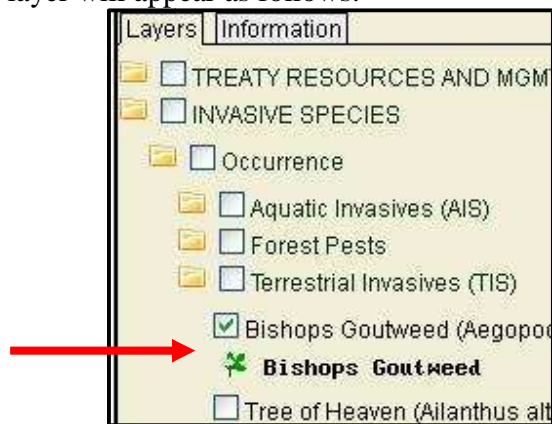 layer will appear as follows:
Layers Information
TREATY RESOURCES AND MGM
INVASIVE SPECIES
Occurrence
Aquatic Invasives (AIS)
Forest Pests
Terrestrial Invasives (TIS)
Bishops Goutweed (Aegopod
Bishops Goutweed
Tree of Heaven (Ailanthus alt